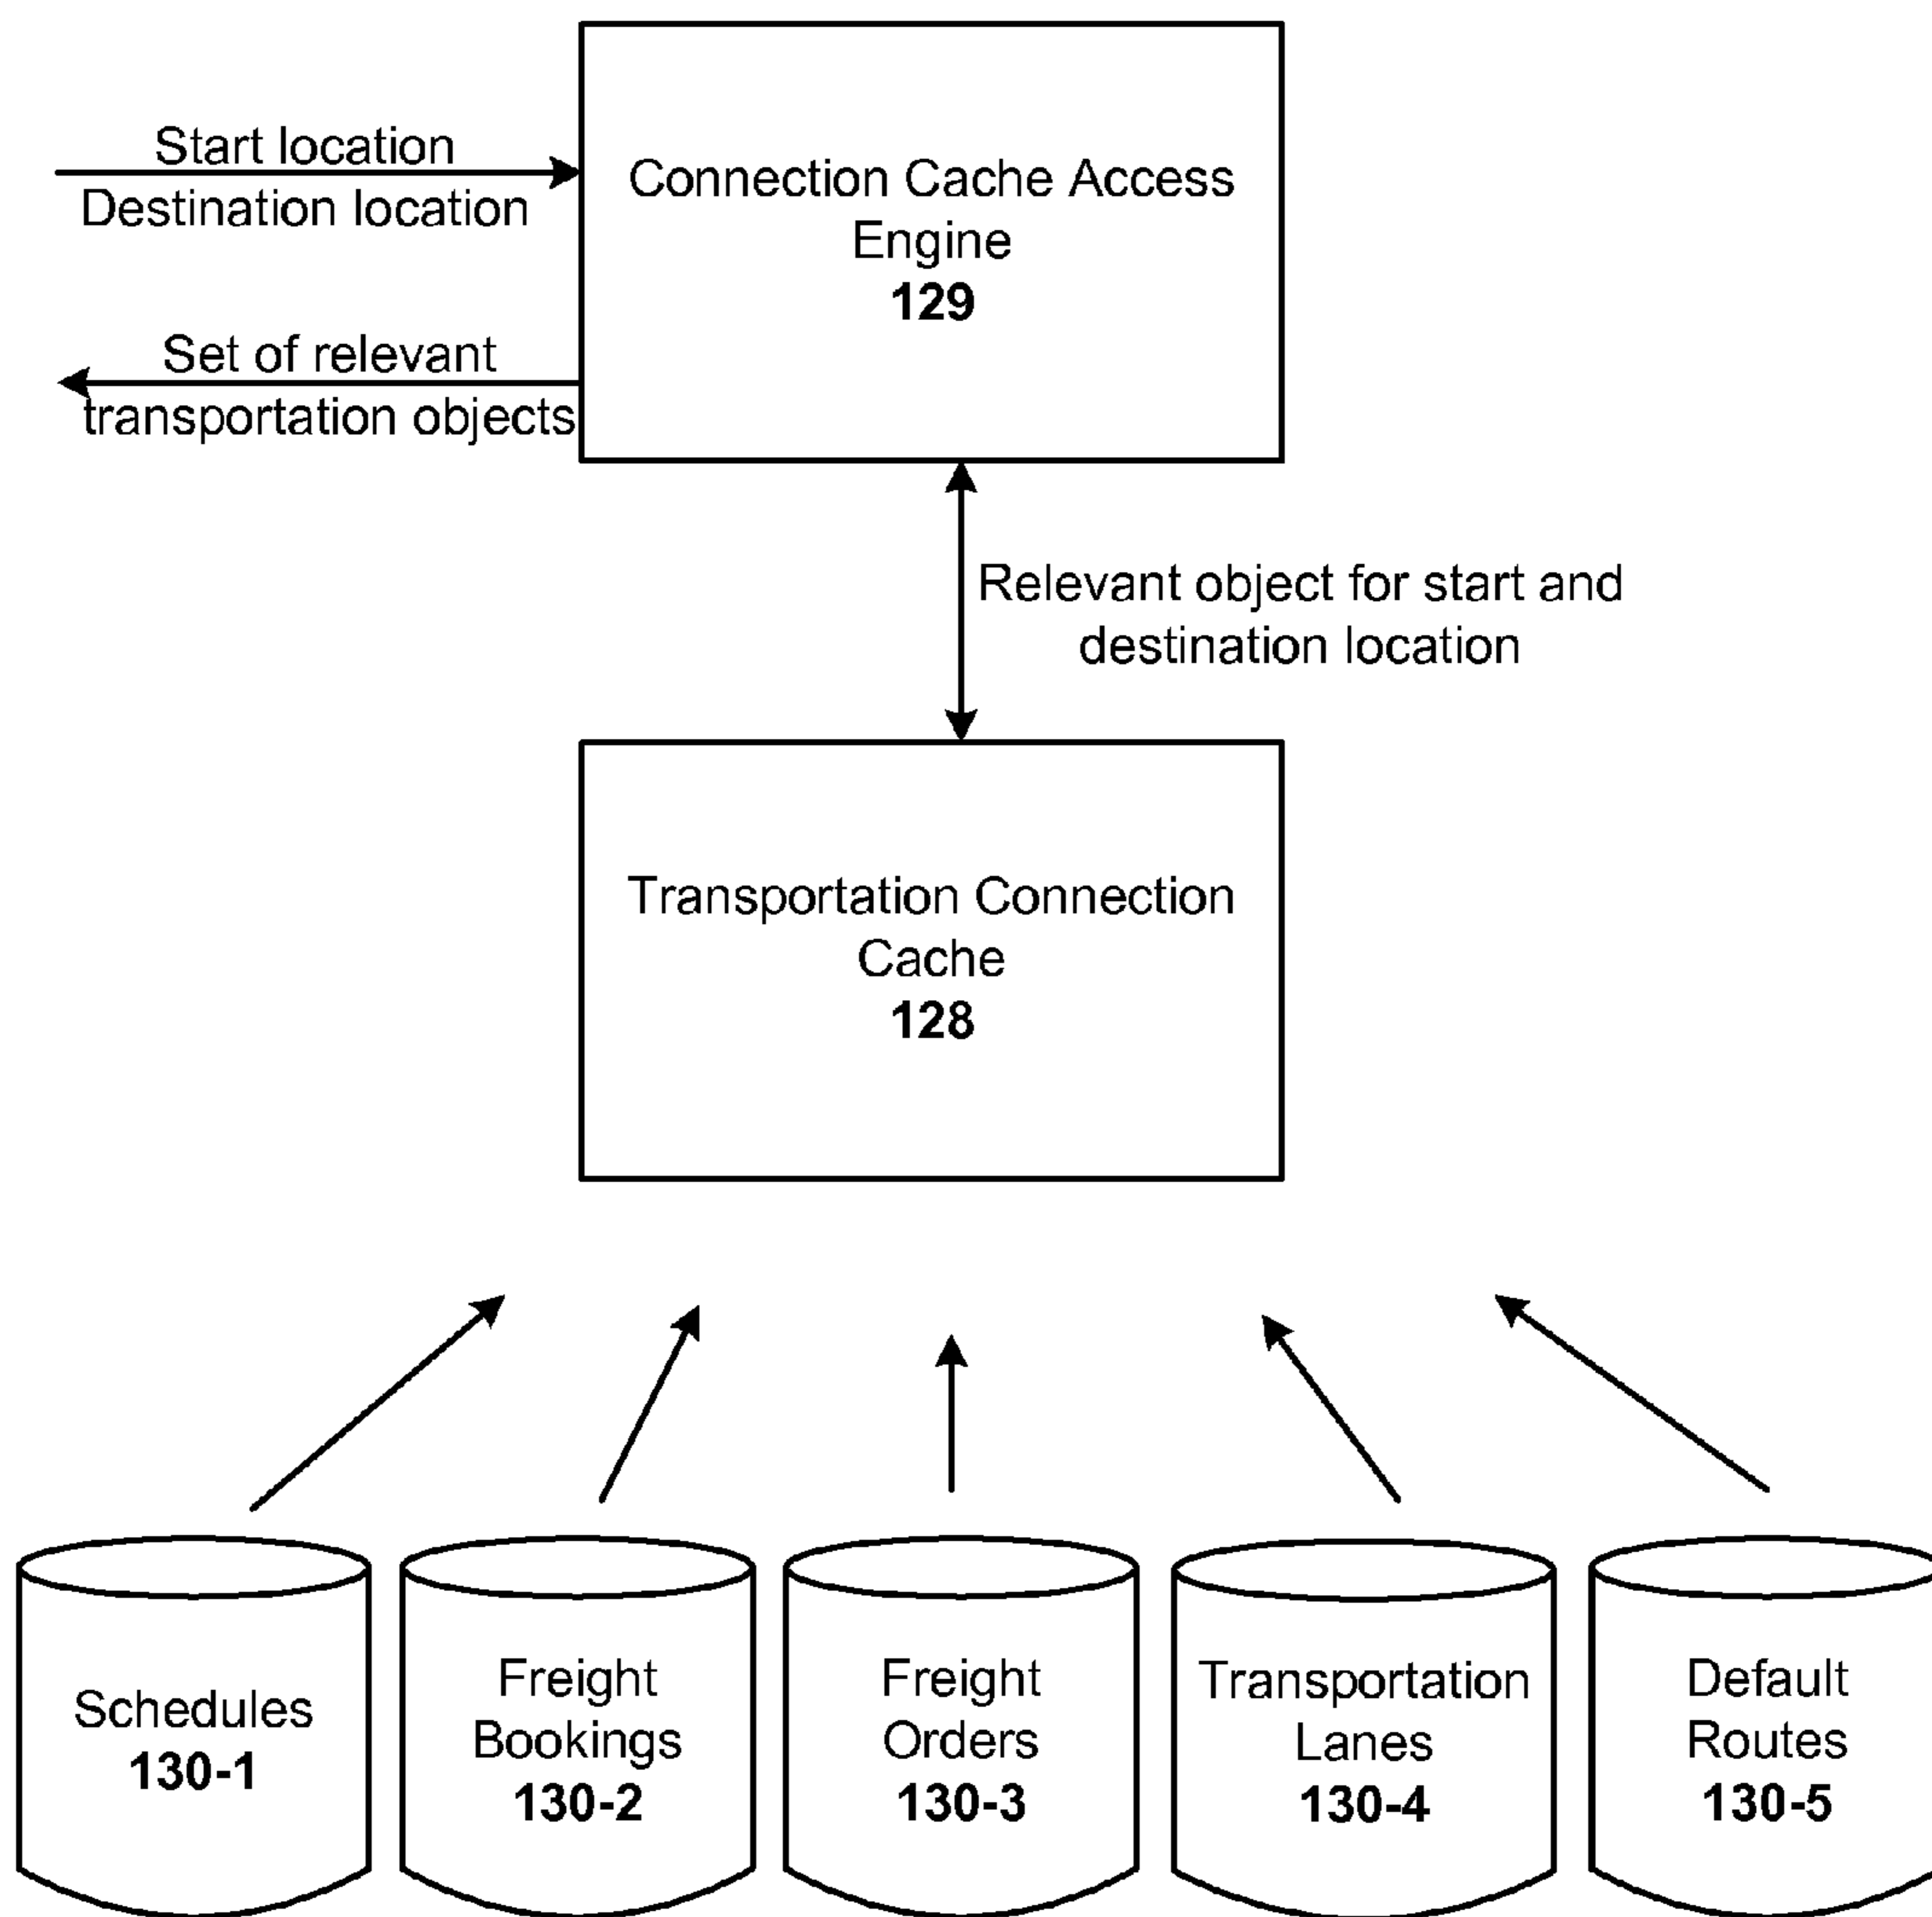 Start location
Destination location
Connection Cache Access
Engine
129
Set of relevant
transportation objects
Relevant object for start and
destination location
Transportation Connection
Cache
128
Schedules
130-1
Freight
Bookings
130-2
Freight
Orders
130-3
Transportation
Lanes
130-4
Default
Routes
130-5